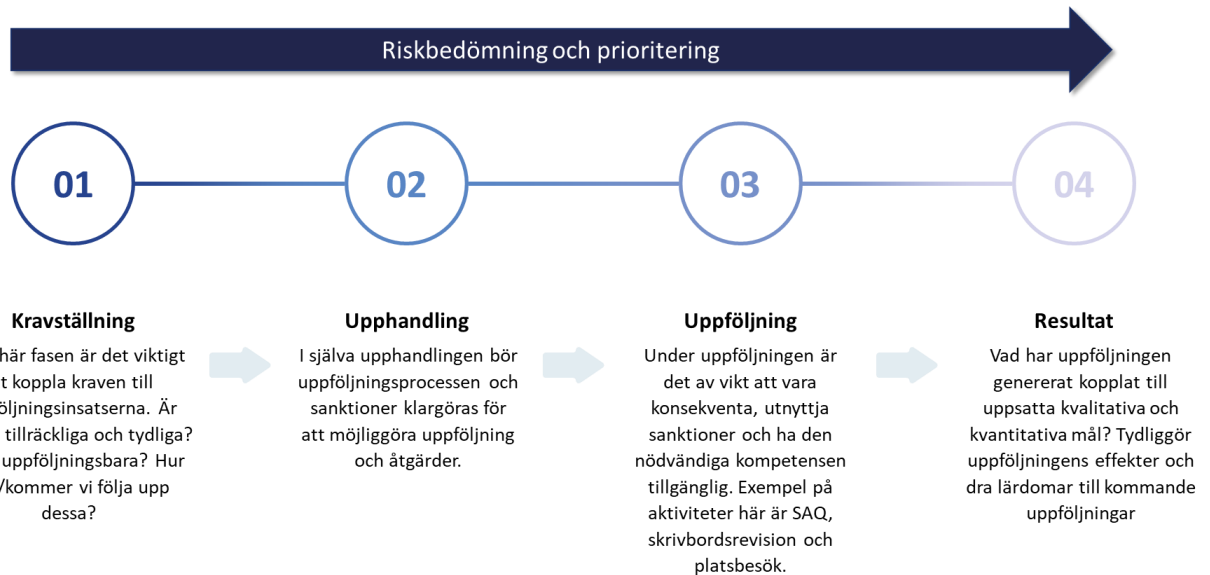 Riskbedömning och prioritering
01
02
03
04
Kravställning
här fasen är det viktigt
koppla kraven till
tillräckliga och tydliga?
uppföljningsbara? Hur
/kommer vi följa upp
dessa?
Upphandling
I själva upphandlingen bör
uppföljningsprocessen och
sanktioner klargöras för
att möjliggöra uppföljning
och åtgärder.
Uppföljning
Under uppföljningen är
det av vikt att vara
konsekventa, utnyttja
sanktioner och ha den
nödvändiga kompetensen
tillgänglig. Exempel på
aktiviteter här är SAQ,
skrivbordsrevision och
platsbesök.
Resultat
Vad har uppföljningen
genererat kopplat till
uppsatta kvalitativa och
kvantitativa mål? Tydliggör
uppföljningens effekter och
dra lärdomar till kommande
uppföljningar